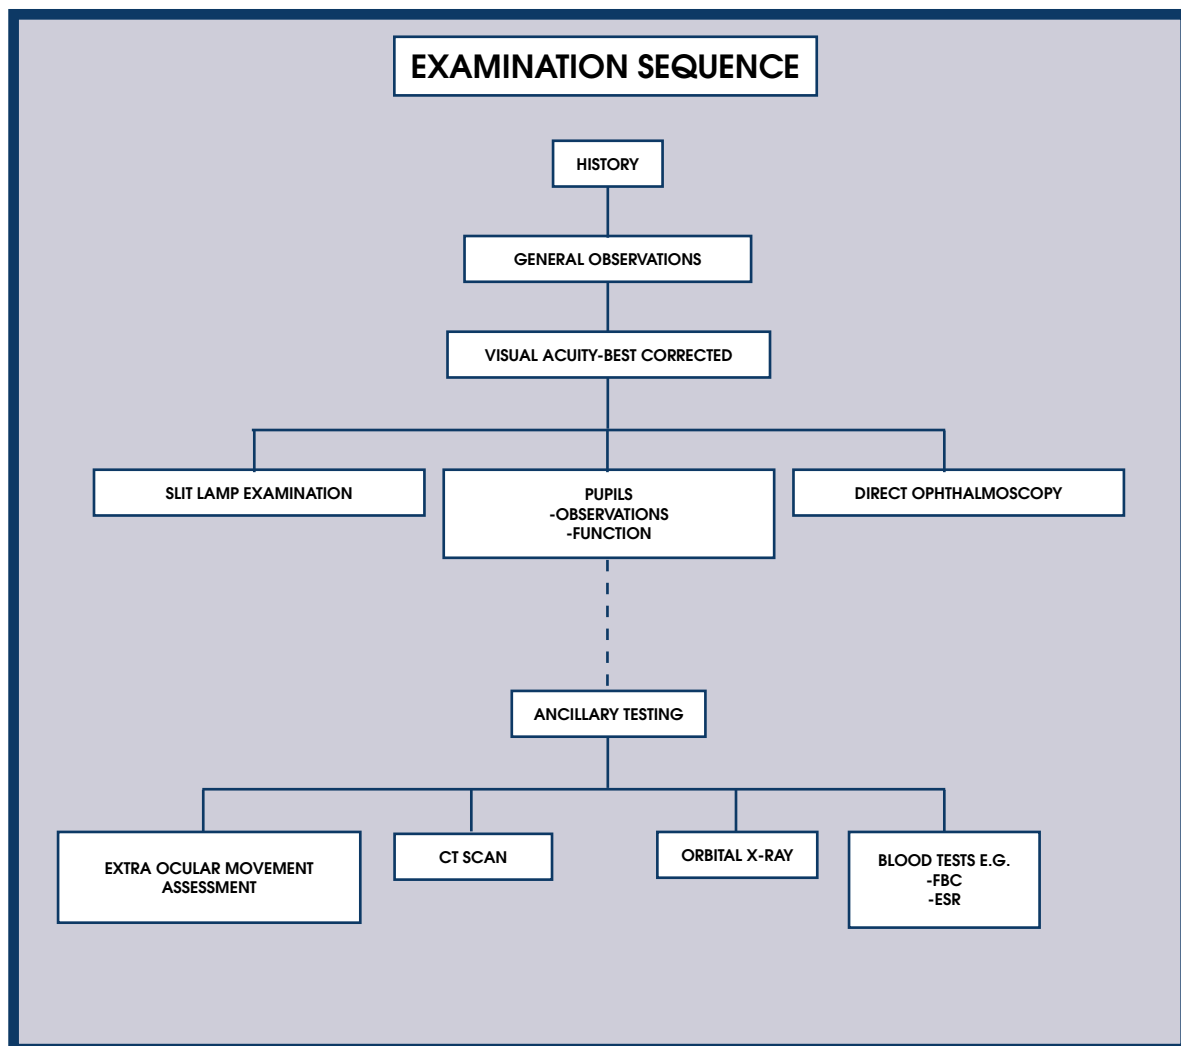 EXAMINATION SEQUENCE
HISTORY
GENERAL OBSERVATIONS
VISUAL ACUITY-BEST CORRECTED
SLIT LAMP EXAMINATION
PUPILS
-OBSERVATIONS
-FUNCTION
DIRECT OPHTHALMOSCOPY
ANCILLARY TESTING
EXTRA OCULAR MOVEMENT
ASSESSMENT
CT SCAN
ORBITAL X-RAY
BLOOD TESTS E.G.
-FBC
-ESR